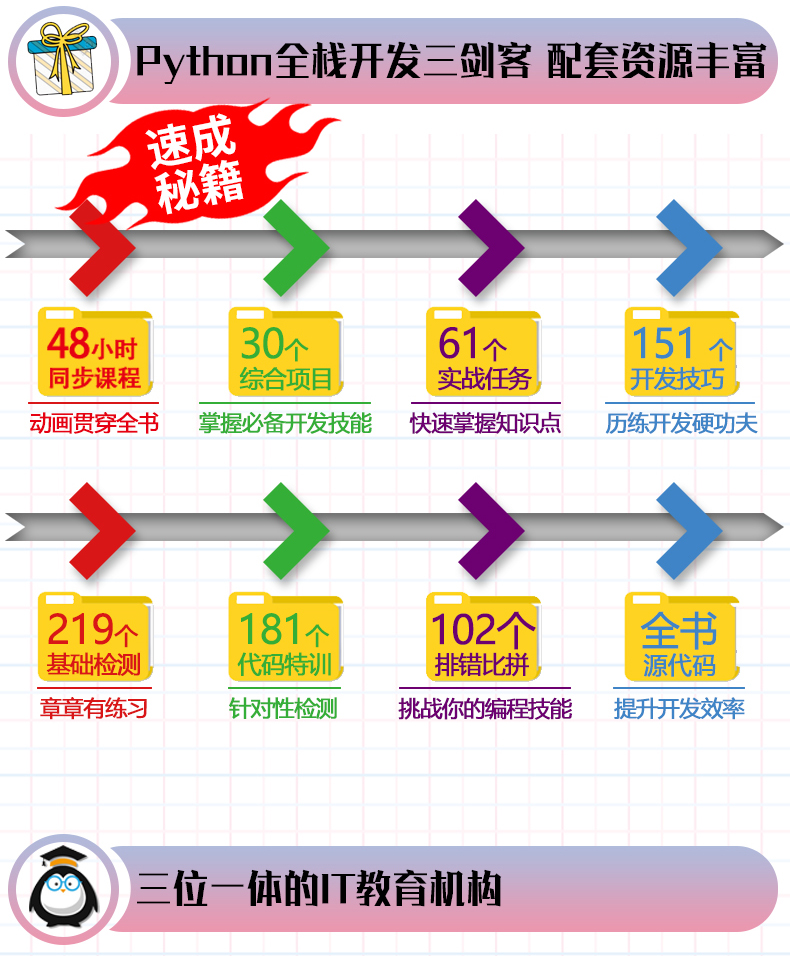 Python全栈开发三剑客 配套资源丰富
速成
秘籍
48小时
同步课程
动画贯穿全书
30个
综合项目
掌握必备开发技能
61个
实战任务
快速掌握知识点
151 个
开发技巧
历练开发硬功夫
219个
基础检测
章章有练习
181个
代码特训
针对性检测
102个
排错比拼
挑战你的编程技能
全书
源代码
提升开发效率
三位一体的IT教育机构